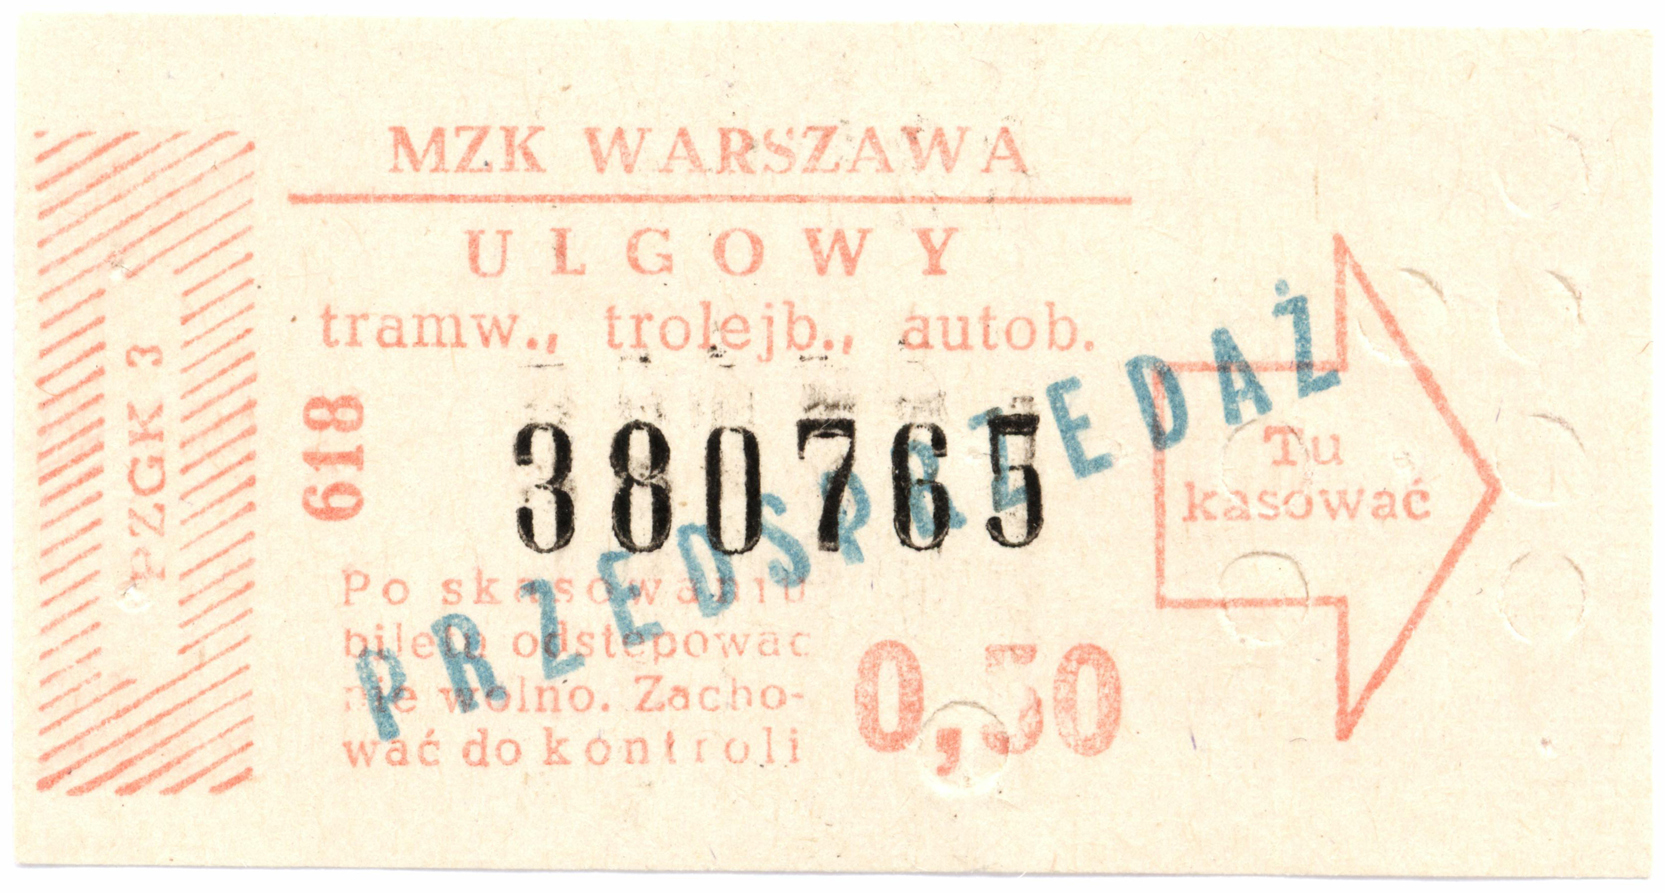 MZK WARSZAWA
ULGOWY
tramw., trolejb., autob.
PZGK 3
618
380765
PRZEDSPRZEDAŻ
Tu
kasować
Po skasowaniu
biletu odstępować
nie wolno. Zacho-
wać do kontroli
0,50